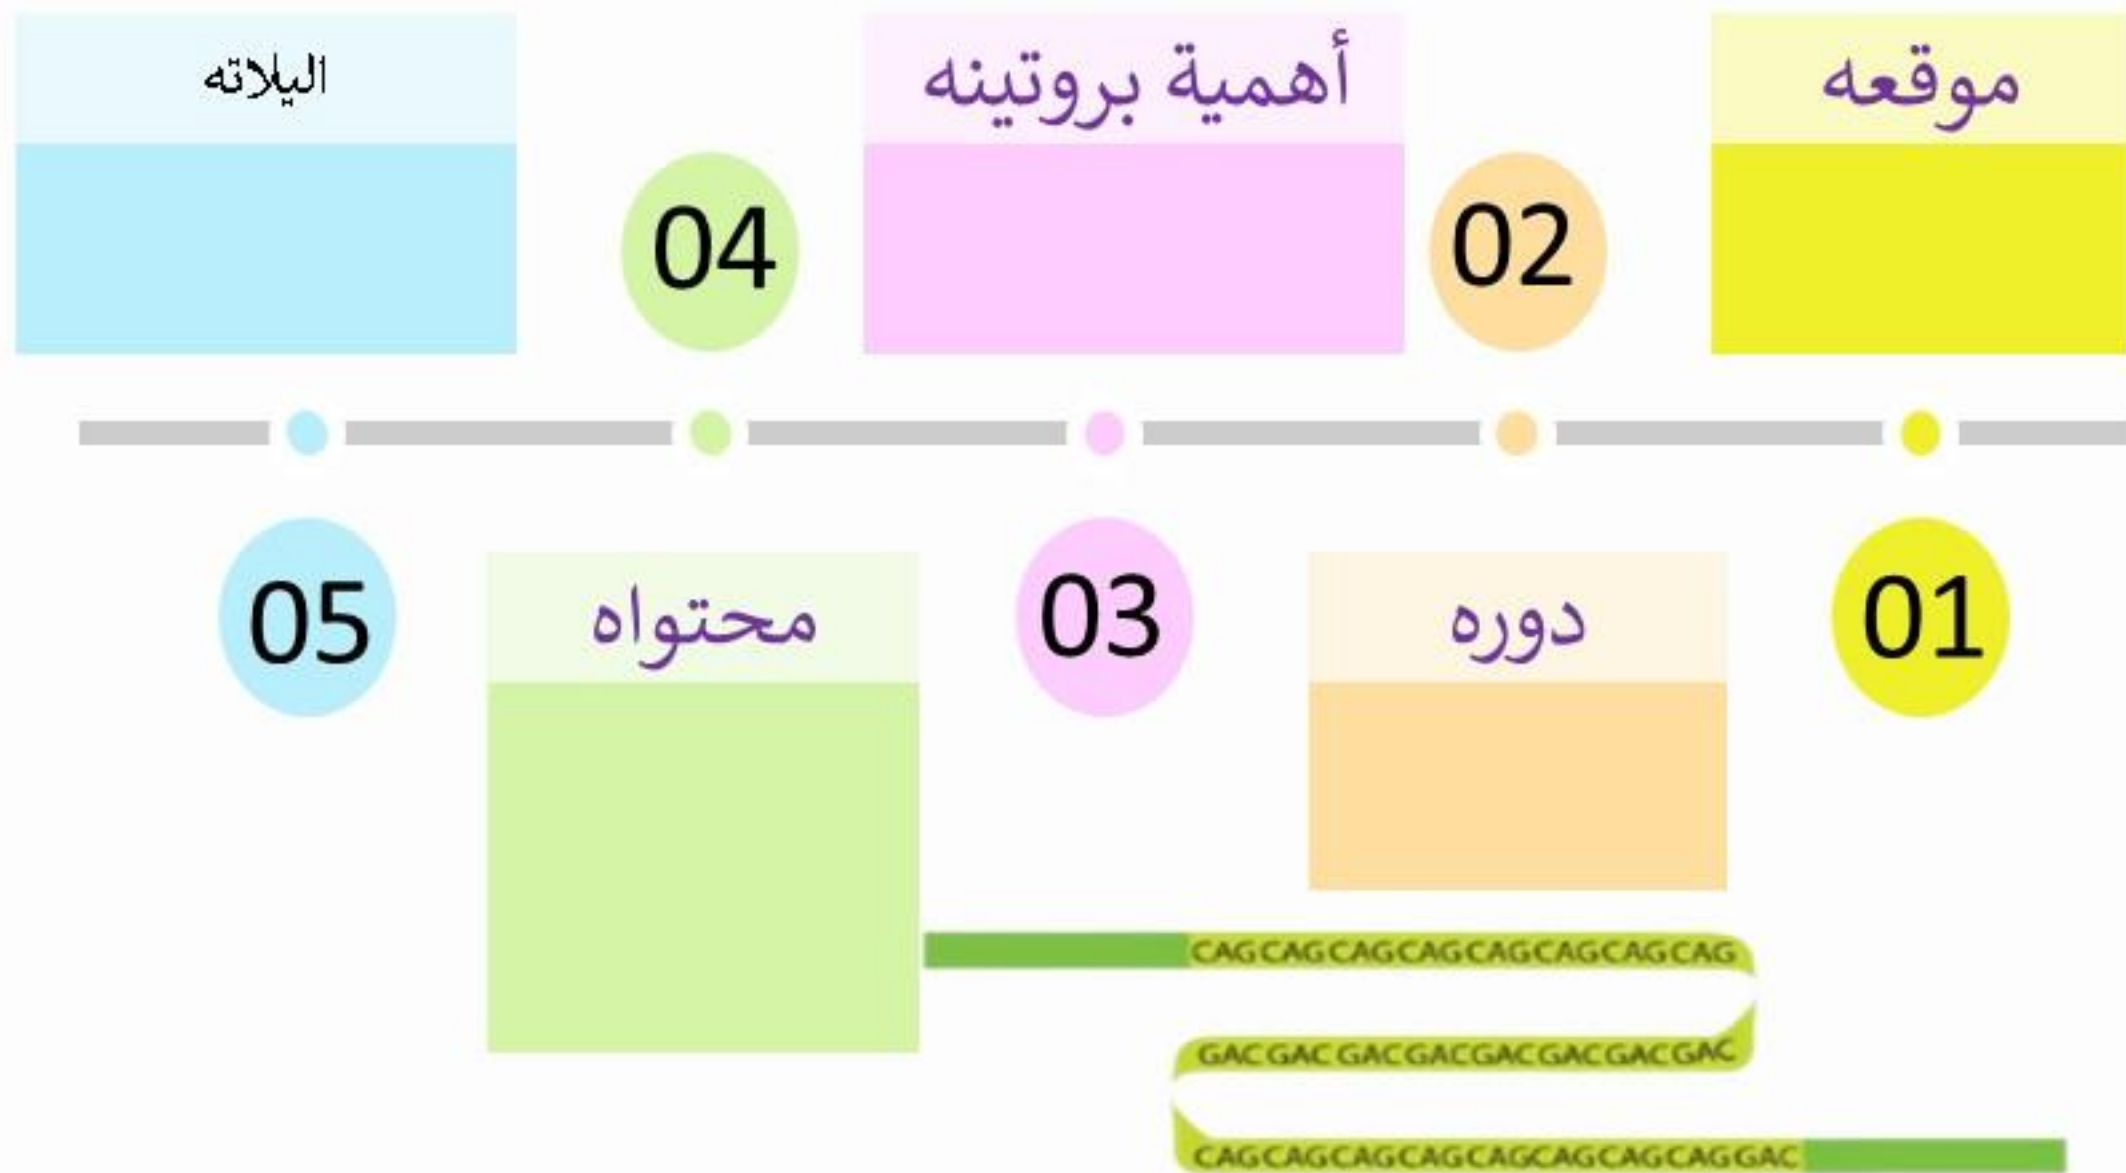 موقعه
02
أهمية بروتينه
04
اليلاته
01
دوره
03
محتواه
05
CAGCAGCAGCAGCAGCAGCAGCAG
GACGACGACGACGACGACGACGAC
CAGCAGCAGCAGCAGCAGCAGCAGGAC